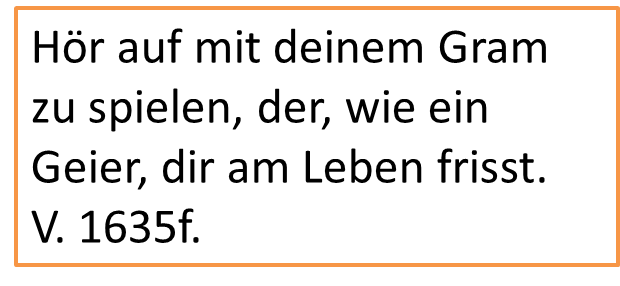 Hör auf mit deinem Gram
zu spielen, der, wie ein
Geier, dir am Leben frisst.
V. 1635f.